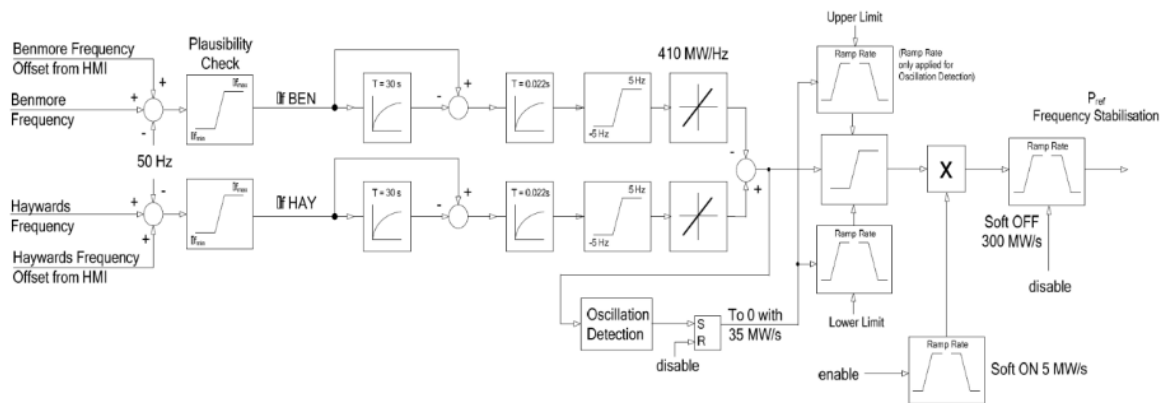 Benmore Frequency
Offset from HMI
Benmore
Frequency
50 Hz
Haywards
Frequency
Haywards Frequency
Offset from HMI
+
+
-
-
+
+
Plausibility
Check
BEN
HAY
T = 30 s
T = 30 s
+
-
+
-
T = 0.022s
T = 0.022s
5 Hz
-5 Hz
5 Hz
-5 Hz
410 MW/Hz
-
+
Oscillation
Detection
S
R
disable
To 0 with
35 MW/s
Upper Limit
Ramp Rate
(Ramp Rate
only applied for
Oscillation Detection)
Ramp Rate
Lower Limit
X
enable
Ramp Rate
Soft ON 5 MW/s
Pref
Frequency Stabilisation
Ramp Rate
Soft OFF
300 MW/s
disable